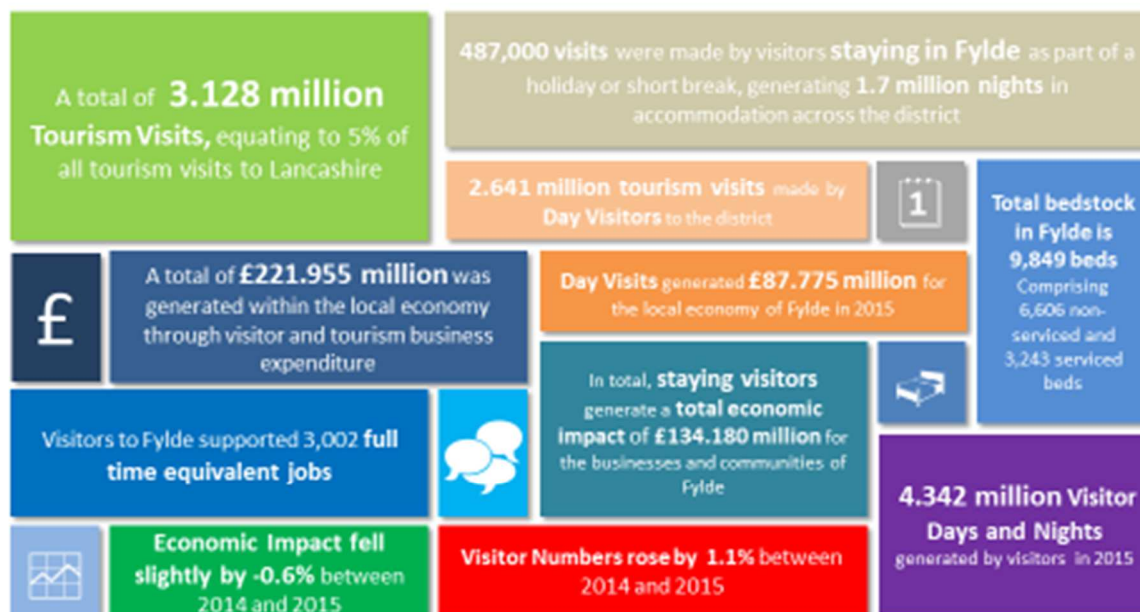 A total of 3.128 million
Tourism Visits, equating to 5% of
all tourism visits to Lancashire
487,000 visits were made by visitors staying in Fylde as part of a
holiday or short break, generating 1.7 million nights in
accommodation across the district
2.641 million tourism visits made by
Day Visitors to the district
1
Total bedstock
in Fylde is
9,849 beds
Comprising
6,606 non-
serviced and
3,243 serviced
beds
£
A total of £221.955 million was
generated within the local economy
through visitor and tourism business
expenditure
Day Visits generated £87.775 million for
the local economy of Fylde in 2015
In total, staying visitors
generate a total economic
impact of £134.180 million for
the businesses and communities of
Fylde
Visitors to Fylde supported 3,002 full
time equivalent jobs
4.342 million Visitor
Days and Nights
generated by visitors in 2015
Economic Impact fell
slightly by -0.6% between
2014 and 2015
Visitor Numbers rose by 1.1% between
2014 and 2015